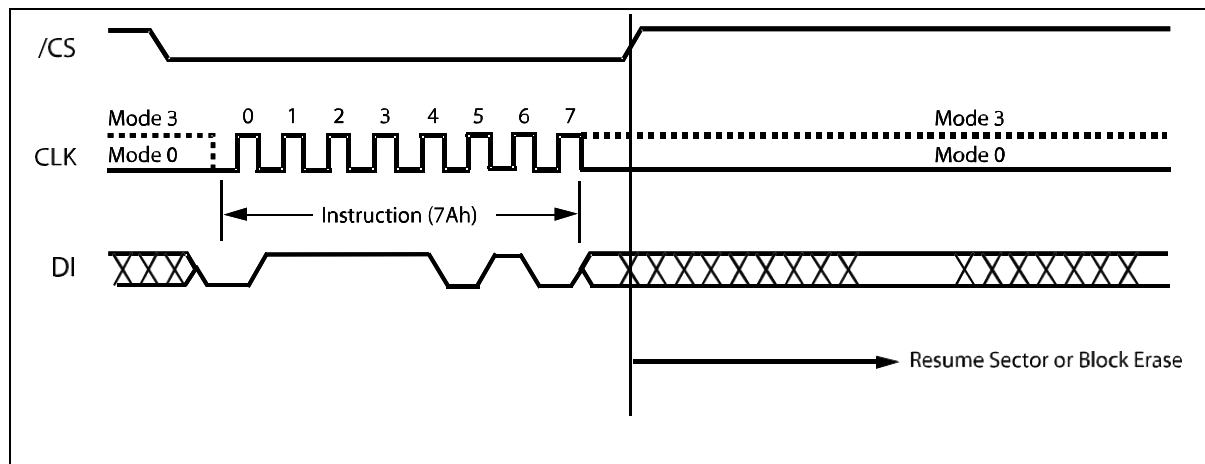 /CS
Mode 3 0 1 2 3 4 5 6 7 Mode 3
CLK Mode 0 Mode 0
Instruction (7Ah)
DI
Resume Sector or Block Erase